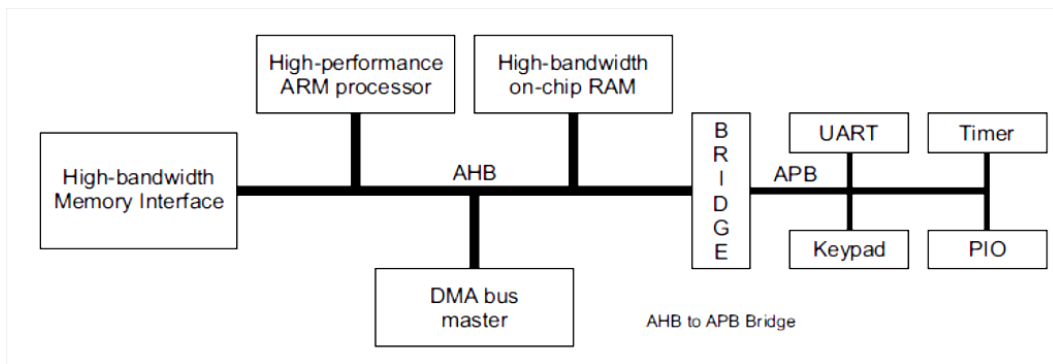 High-performance
ARM processor
High-bandwidth
on-chip RAM
High-bandwidth
Memory Interface
AHB
BRIDGE
APB
UART
Timer
Keypad
PIO
DMA bus
master
AHB to APB Bridge